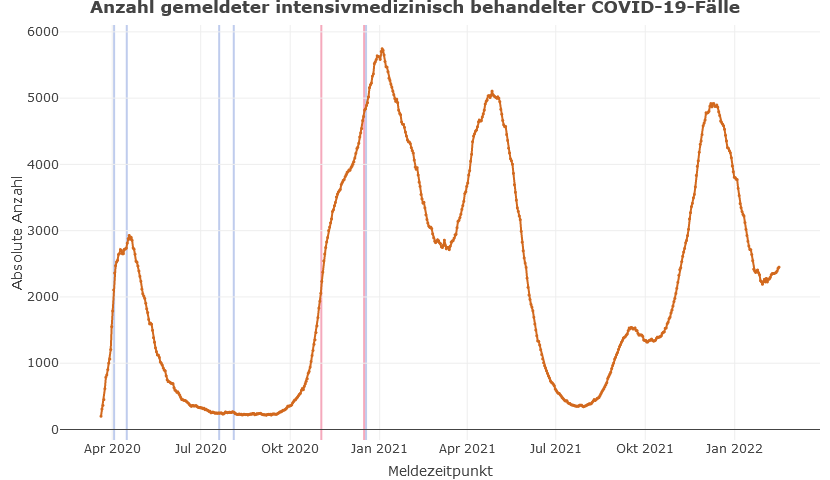 Anzahl gemeldeter intensivmedizinisch behandelter COVID-19-Fälle
6000
5000
4000
3000
2000
1000
0
Absolute Anzahl
Apr 2020 Jul 2020 Okt 2020 Jan 2021 Apr 2021 Jul 2021 Okt 2021 Jan 2022
Meldezeitpunkt